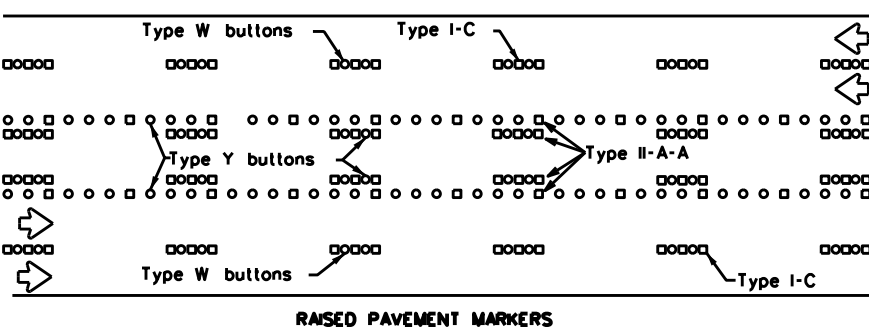 Type W buttons
Type I-C
Type Y buttons
Type II-A-A
Type W buttons
Type I-C
RAISED PAVEMENT MARKERS